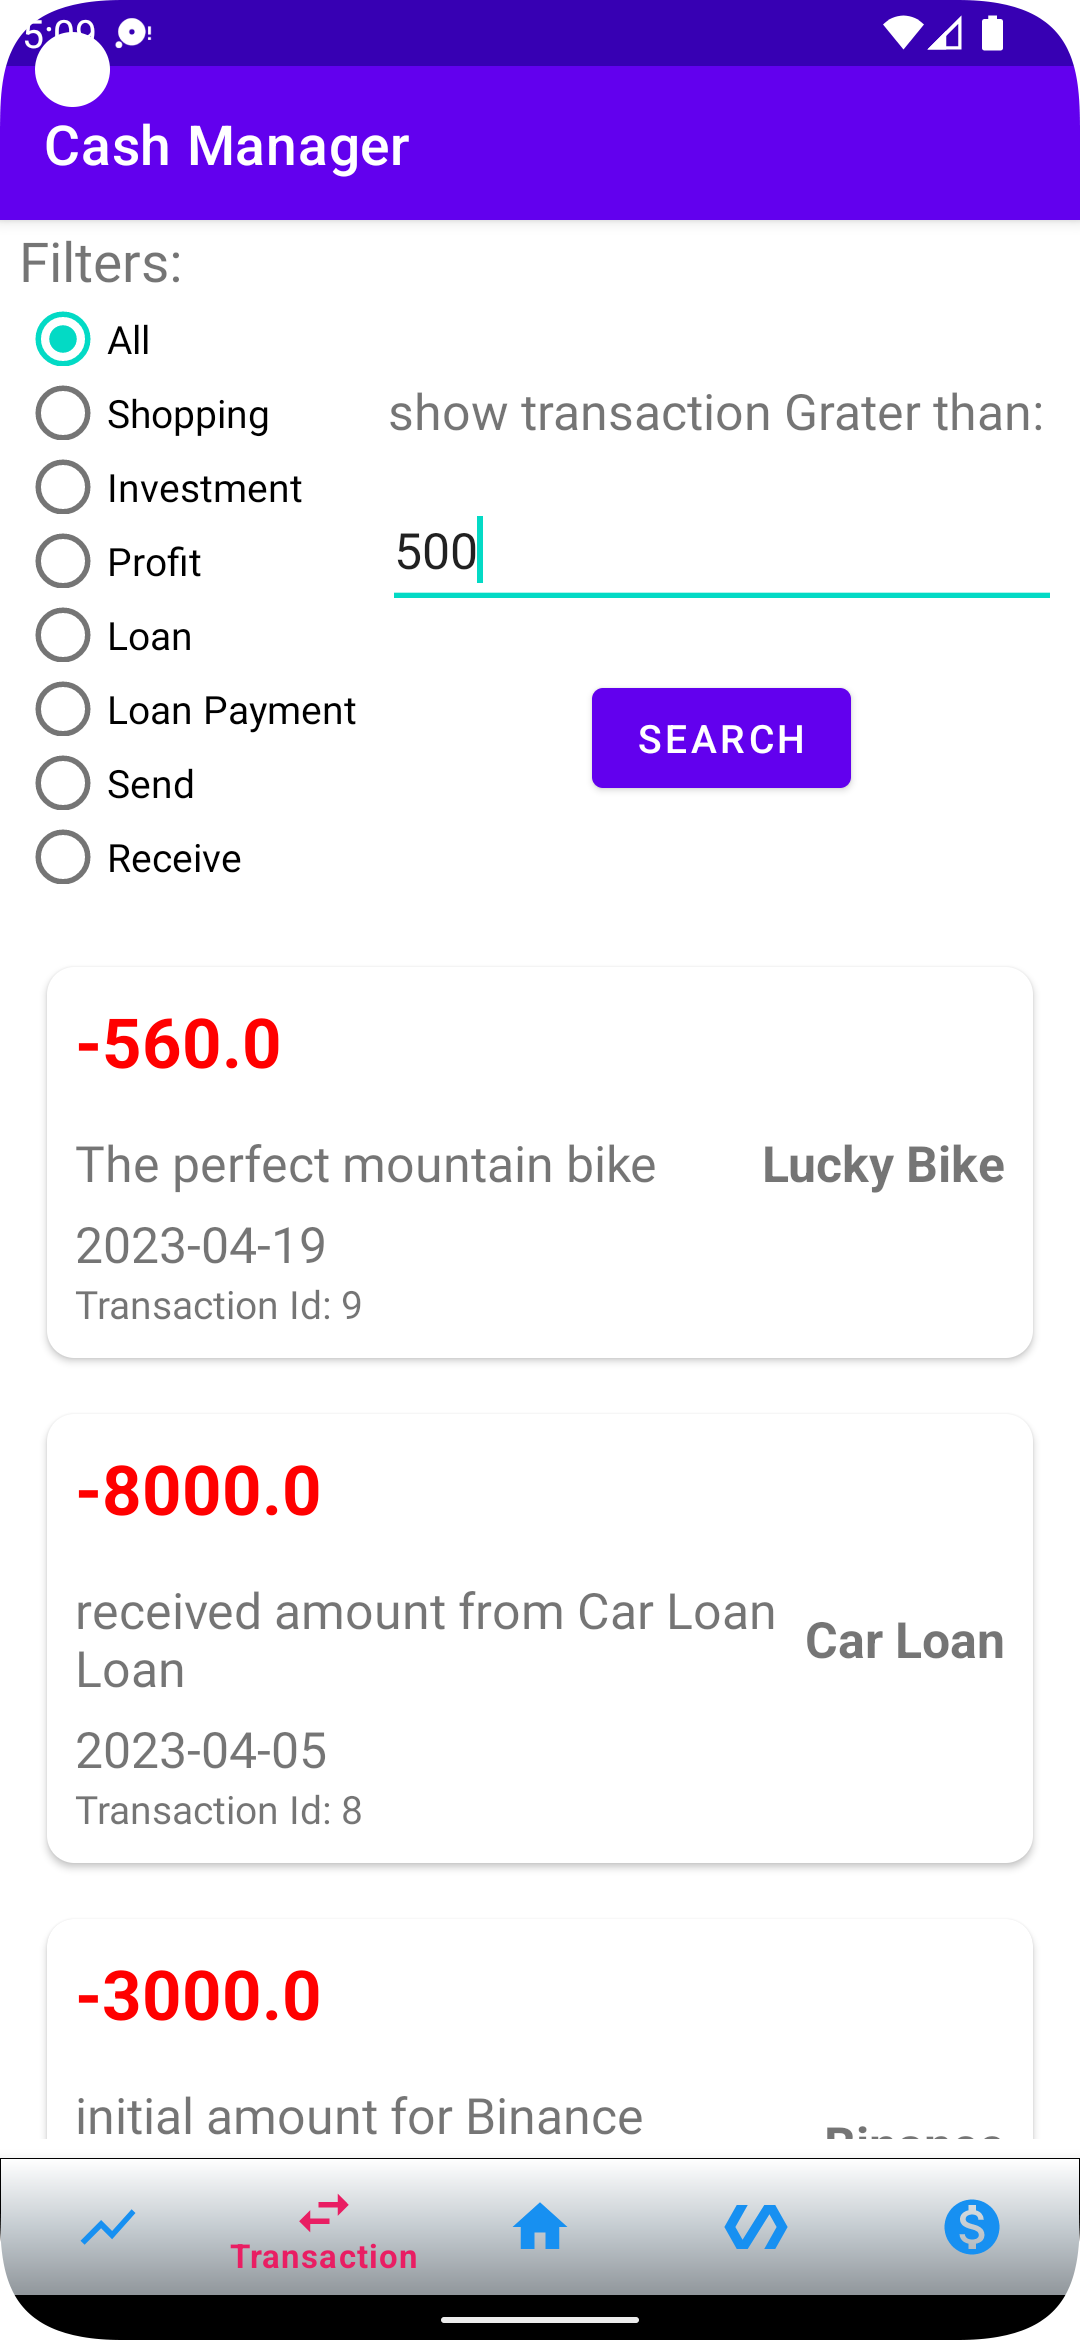 5:09
Cash Manager
Filters:
All
Shopping
Investment
Profit
Loan
Loan Payment
Send
Receive
show transaction Grater than:
500
SEARCH
-560.0
The perfect mountain bike
Lucky Bike
2023-04-19
Transaction Id: 9
-8000.0
received amount from Car Loan
Loan
Car Loan
2023-04-05
Transaction Id: 8
-3000.0
initial amount for Binance
Binance
Transaction